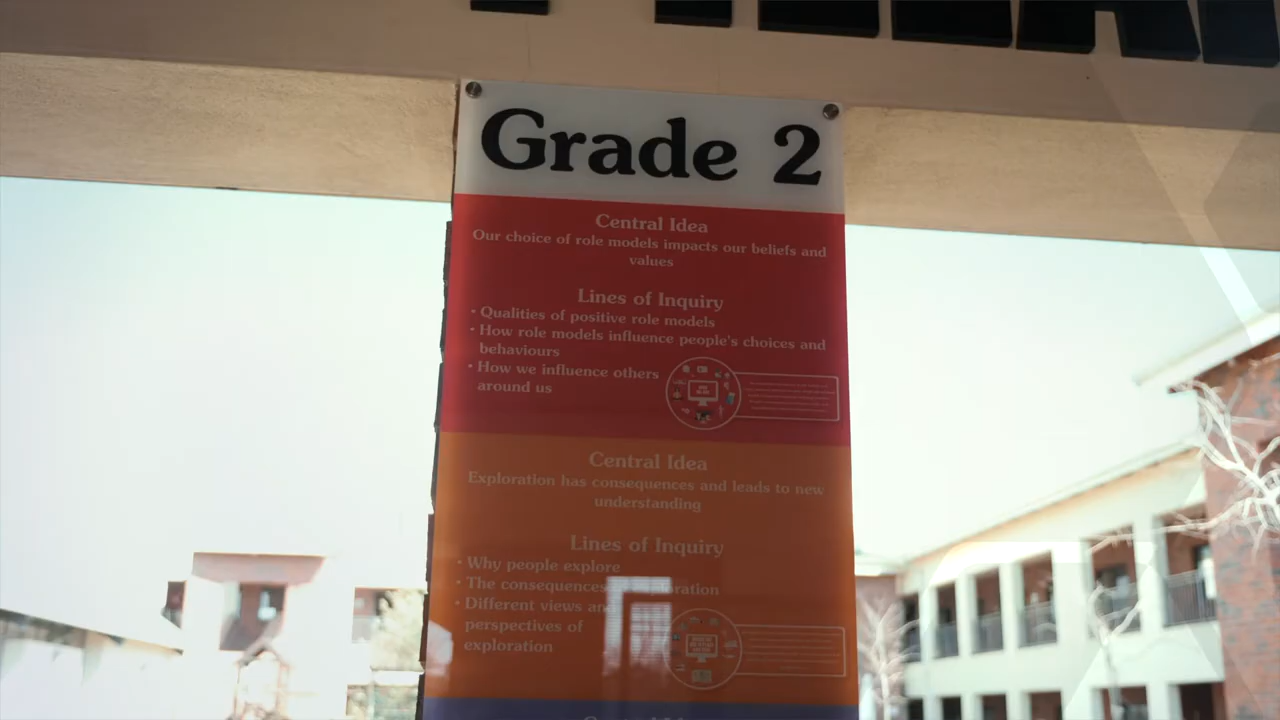 Grade 2
Central Idea
Our choice of role models impacts our beliefs and
values
Lines of Inquiry
• Qualities of positive role models
• How role models influence people's choices and
behaviours
• How we influence others
around us
Central Idea
Exploration has consequences and leads to new
understanding
Lines of Inquiry
• Why people explore
• The consequences
• Different views and
perspectives of
exploration